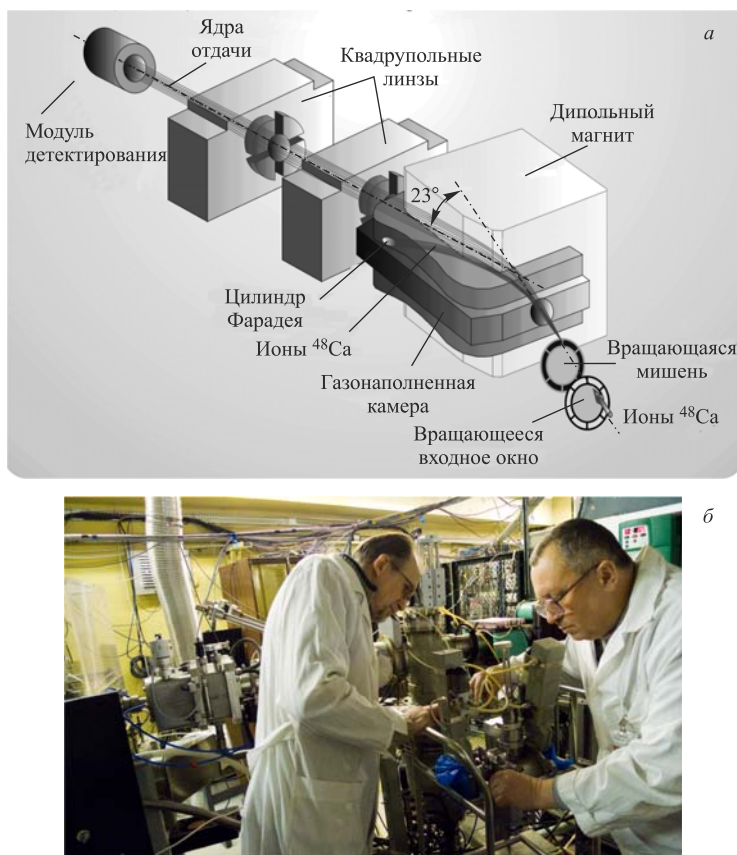 а
Ядра
отдачи
Квадрупольные
линзы
Дипольный
магнит
Модуль
детектирования
23°
Цилиндр
Фарадея
Ионы ⁴⁸Ca
Газонаполненная
камера
Вращающаяся
мишень
Ионы ⁴⁸Ca
Вращающееся
входное окно
б